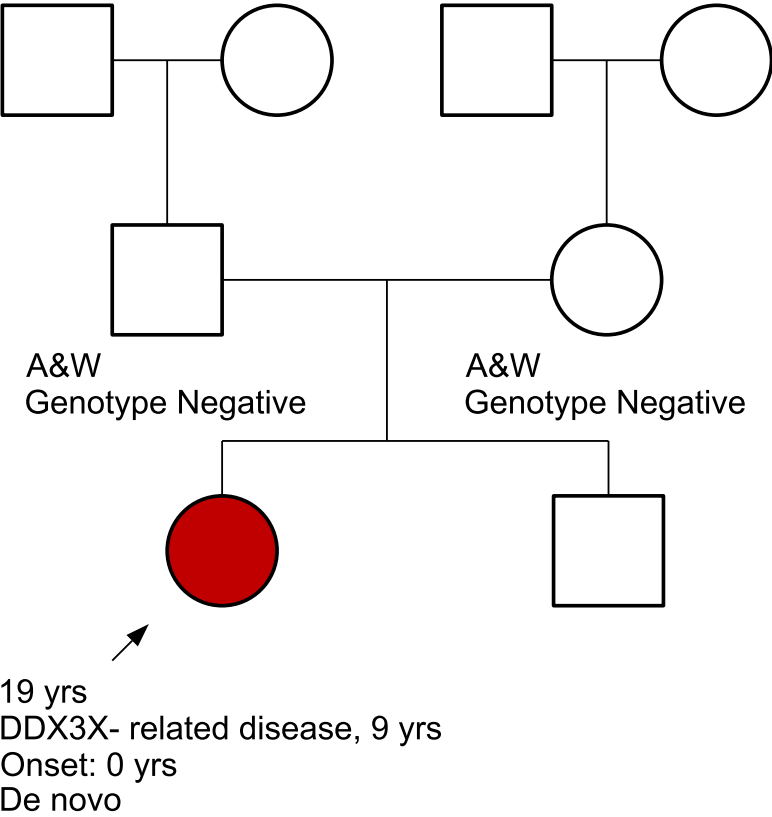 A&W
Genotype Negative
A&W
Genotype Negative
19 yrs
DDX3X- related disease, 9 yrs
Onset: 0 yrs
De novo